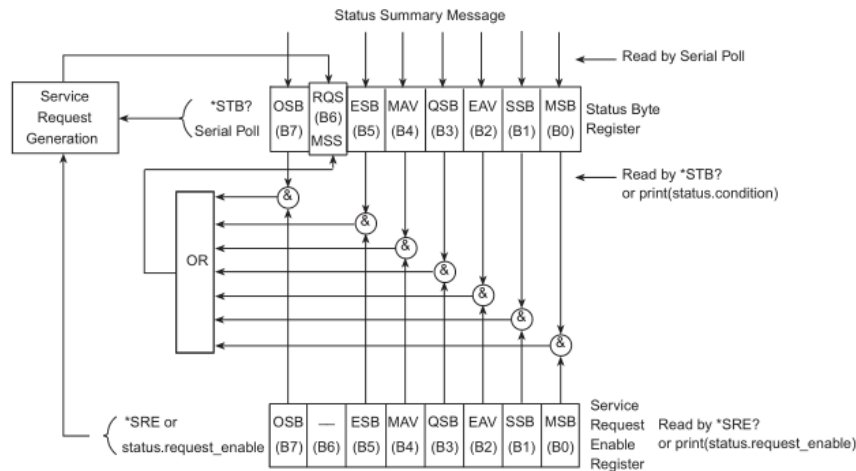 Status Summary Message
Read by Serial Poll
Service
Request
Generation
*STB?
Serial Poll
OSB
(B7)
RQS
(B6)
MSS
ESB
(B5)
MAV
(B4)
QSB
(B3)
EAV
(B2)
SSB
(B1)
MSB
(B0)
Status Byte
Register
Read by *STB?
or print(status.condition)
&
&
&
&
&
&
&
OR
*SRE or
status.request_enable
OSB
(B7)
—
(B6)
ESB
(B5)
MAV
(B4)
QSB
(B3)
EAV
(B2)
SSB
(B1)
MSB
(B0)
Service
Request
Enable
Register
Read by *SRE?
or print(status.request_enable)